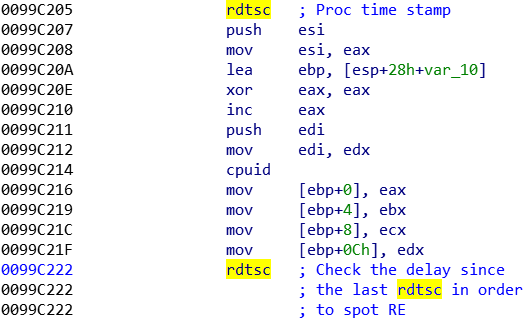 0099C205 rdtsc ; Proc time stamp
0099C207 push esi
0099C208 mov esi, eax
0099C20A lea ebp, [esp+28h+var_10]
0099C20E xor eax, eax
0099C210 inc eax
0099C211 push edi
0099C212 mov edi, edx
0099C214 cpuid
0099C216 mov [ebp+0], eax
0099C219 mov [ebp+4], ebx
0099C21C mov [ebp+8], ecx
0099C21F mov [ebp+0Ch], edx
0099C222 rdtsc ; Check the delay since
0099C222 ; the last rdtsc in order
0099C222 ; to spot RE